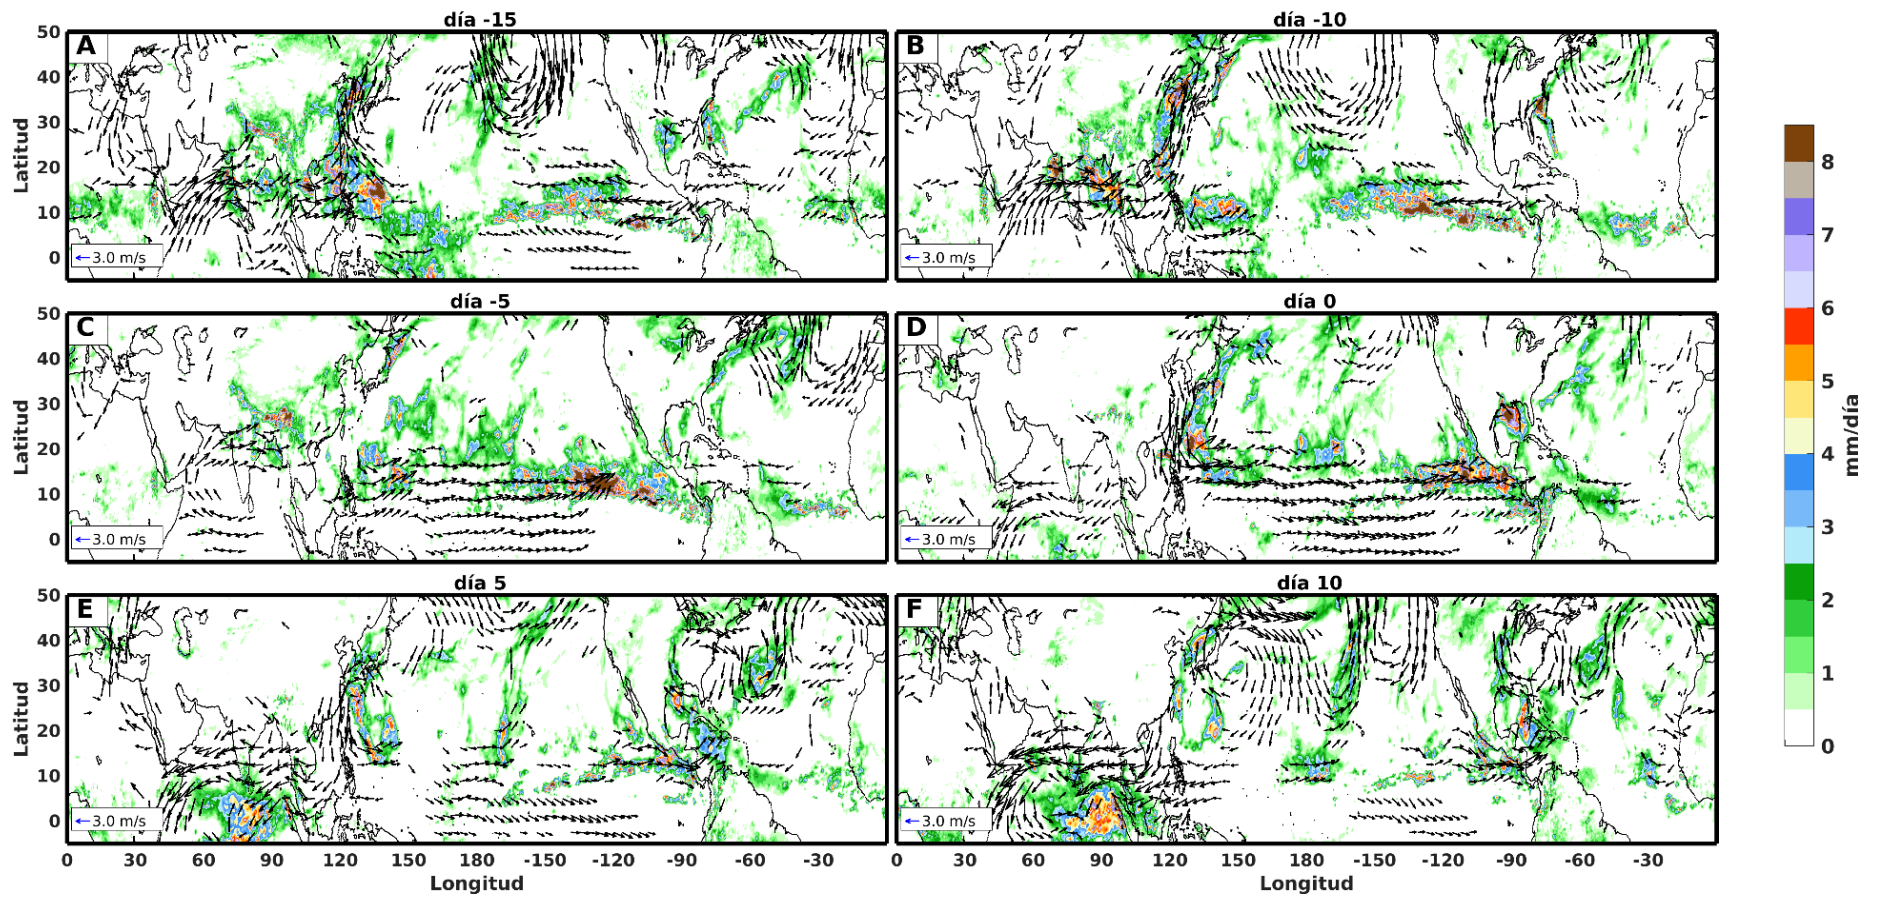 día -15
día -10
A
B
50
40
30
20
10
0
Latitud
3.0 m/s
3.0 m/s
día -5
día 0
C
D
50
40
30
20
10
0
Latitud
3.0 m/s
3.0 m/s
día 5
día 10
E
F
50
40
30
20
10
0
Latitud
3.0 m/s
3.0 m/s
0 30 60 90 120 150 180 -150 -120 -90 -60 -30
0 30 60 90 120 150 180 -150 -120 -90 -60 -30
Longitud
Longitud
8
7
6
5
4
3
2
1
0
mm/día